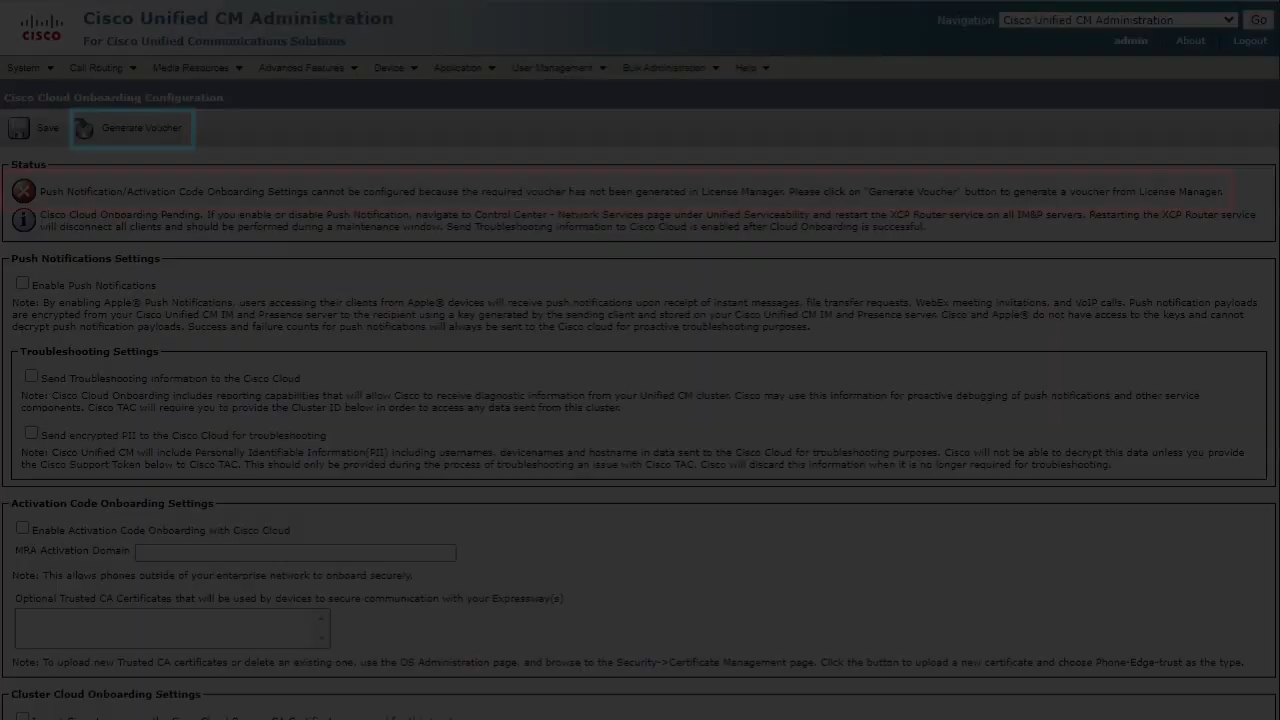 CISCO
Cisco Unified CM Administration
For Cisco Unified Communications Solutions
Navigation Cisco Unified CM Administration Go
admin About Logout
System Call Routing Media Resources Advanced Features Device Application User Management Bulk Administration Help
Cisco Cloud Onboarding Configuration
Save Generate Voucher
Status
Push Notification/Activation Code Onboarding Settings cannot be configured because the required voucher has not been generated in License Manager. Please click on "Generate Voucher" button to generate a voucher from License Manager.
Cisco Cloud Onboarding Pending. If you enable or disable Push Notification, navigate to Control Center - Network Services page under Unified Serviceability and restart the XCP Router service on all IM&P servers. Restarting the XCP Router service
will disconnect all clients and should be performed during a maintenance window. Send Troubleshooting information to Cisco Cloud is enabled after Cloud Onboarding is successful.
Push Notifications Settings
Enable Push Notifications
Note: By enabling Apple® Push Notifications, users accessing their clients from Apple® devices will receive push notifications upon receipt of instant messages, file transfer requests, WebEx meeting invitations, and VoIP calls. Push notification payloads
are encrypted from your Cisco Unified CM IM and Presence server to the recipient using a key generated by the sending client and stored on your Cisco Unified CM IM and Presence server. Cisco and Apple® do not have access to the keys and cannot
decrypt push notification payloads. Success and failure counts for push notifications will always be sent to the Cisco cloud for proactive troubleshooting purposes.
Troubleshooting Settings
Send Troubleshooting information to the Cisco Cloud
Note: Cisco Cloud Onboarding includes reporting capabilities that will allow Cisco to receive diagnostic information from your Unified CM cluster. Cisco may use this information for proactive debugging of push notifications and other service
components. Cisco TAC will require you to provide the Cluster ID below in order to access any data sent from this cluster.
Send encrypted PII to the Cisco Cloud for troubleshooting
Note: Cisco Unified CM will include Personally Identifiable Information(PII) including usernames, devicenames and hostname in data sent to the Cisco Cloud for troubleshooting purposes. Cisco will not be able to decrypt this data unless you provide
the Cisco Support Token below to Cisco TAC. This should only be provided during the process of troubleshooting an issue with Cisco TAC. Cisco will discard this information when it is no longer required for troubleshooting.
Activation Code Onboarding Settings
Enable Activation Code Onboarding with Cisco Cloud
MRA Activation Domain
Note: This allows phones outside of your enterprise network to onboard securely.
Optional Trusted CA Certificates that will be used by devices to secure communication with your Expressway(s)
Note: To upload new Trusted CA certificates or delete an existing one, use the OS Administration page, and browse to the Security->Certificate Management page. Click the button to upload a new certificate and choose Phone-Edge-trust as the type.
Cluster Cloud Onboarding Settings